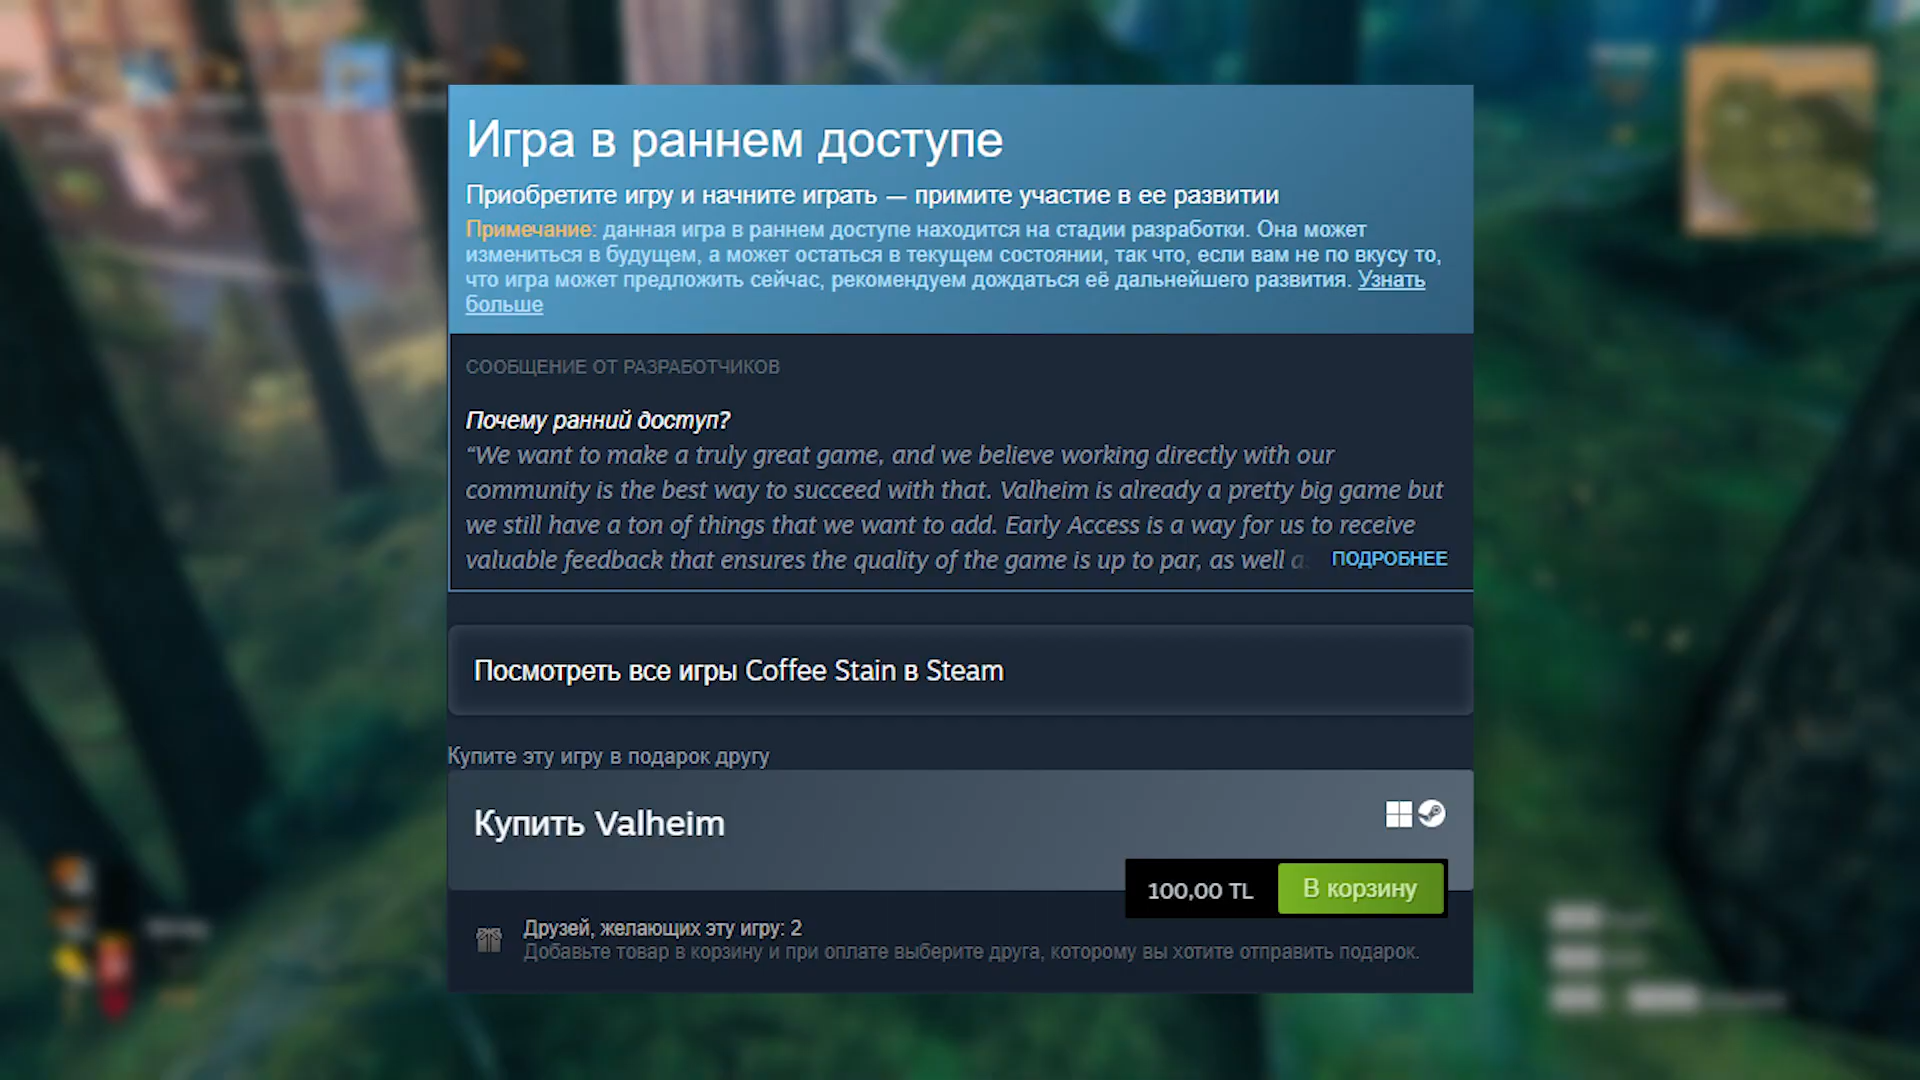 Игра в раннем доступе
Приобретите игру и начните играть — примите участие в ее развитии
Примечание: данная игра в раннем доступе находится на стадии разработки. Она может
измениться в будущем, а может остаться в текущем состоянии, так что, если вам не по вкусу то,
что игра может предложить сейчас, рекомендуем дождаться её дальнейшего развития. Узнать
больше
СООБЩЕНИЕ ОТ РАЗРАБОТЧИКОВ
Почему ранний доступ?
“We want to make a truly great game, and we believe working directly with our
community is the best way to succeed with that. Valheim is already a pretty big game but
we still have a ton of things that we want to add. Early Access is a way for us to receive
valuable feedback that ensures the quality of the game is up to par, as well ПОДРОБНЕЕ
Посмотреть все игры Coffee Stain в Steam
Купите эту игру в подарок другу
Купить Valheim
100,00 TL В корзину
Друзей, желающих эту игру: 2
Добавьте товар в корзину и при оплате выберите друга, которому вы хотите отправить подарок.